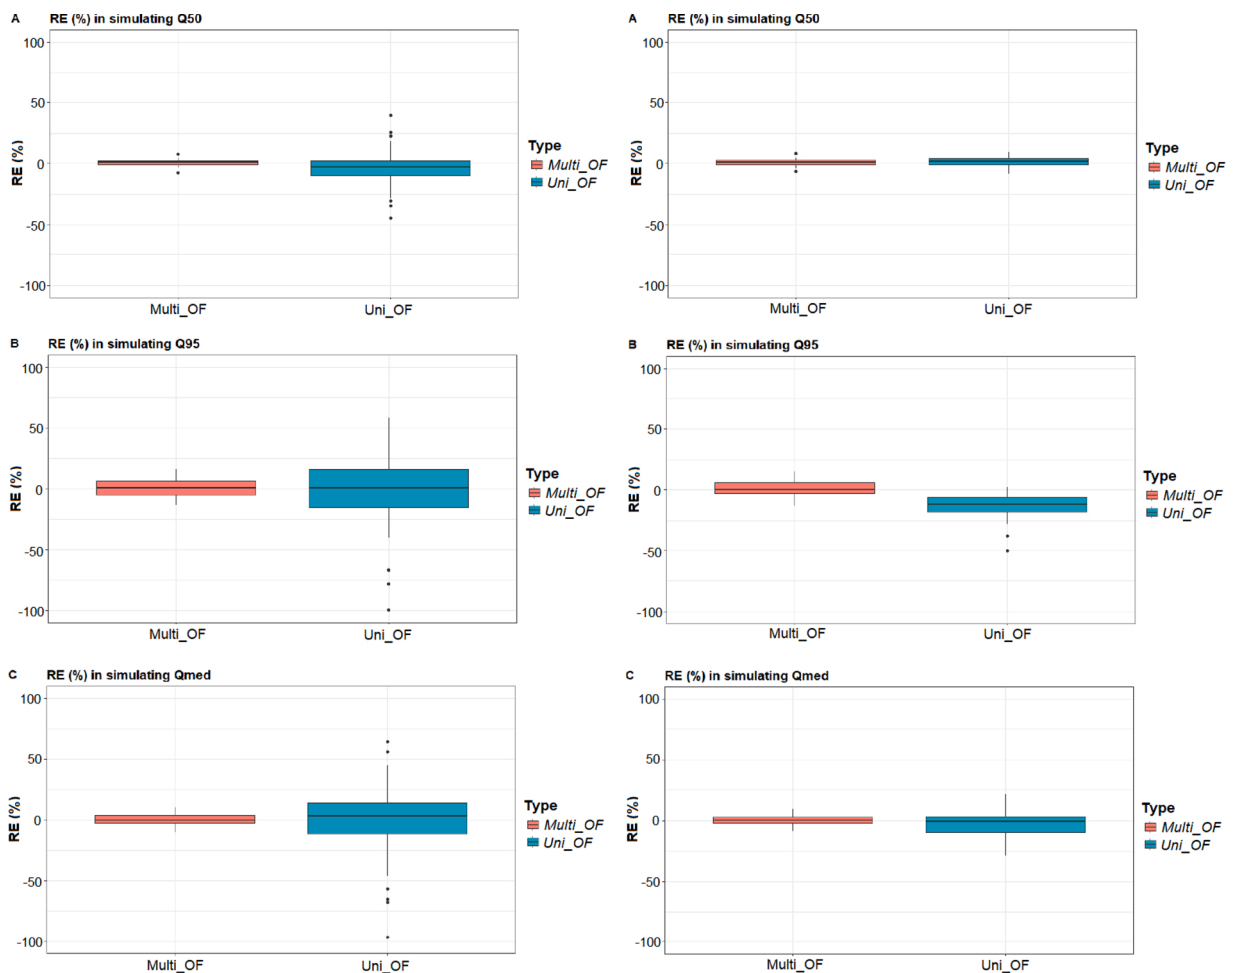 A RE (%) in simulating Q50
100
50
0
-50
-100
RE (%)
Multi_OF
Uni_OF
Type
Multi_OF
Uni_OF
A RE (%) in simulating Q50
100
50
0
-50
-100
RE (%)
Multi_OF
Uni_OF
Type
Multi_OF
Uni_OF
B RE (%) in simulating Q95
100
50
0
-50
-100
RE (%)
Multi_OF
Uni_OF
Type
Multi_OF
Uni_OF
B RE (%) in simulating Q95
100
50
0
-50
-100
RE (%)
Multi_OF
Uni_OF
Type
Multi_OF
Uni_OF
C RE (%) in simulating Qmed
100
50
0
-50
-100
RE (%)
Multi_OF
Uni_OF
Type
Multi_OF
Uni_OF
C RE (%) in simulating Qmed
100
50
0
-50
-100
RE (%)
Multi_OF
Uni_OF
Type
Multi_OF
Uni_OF